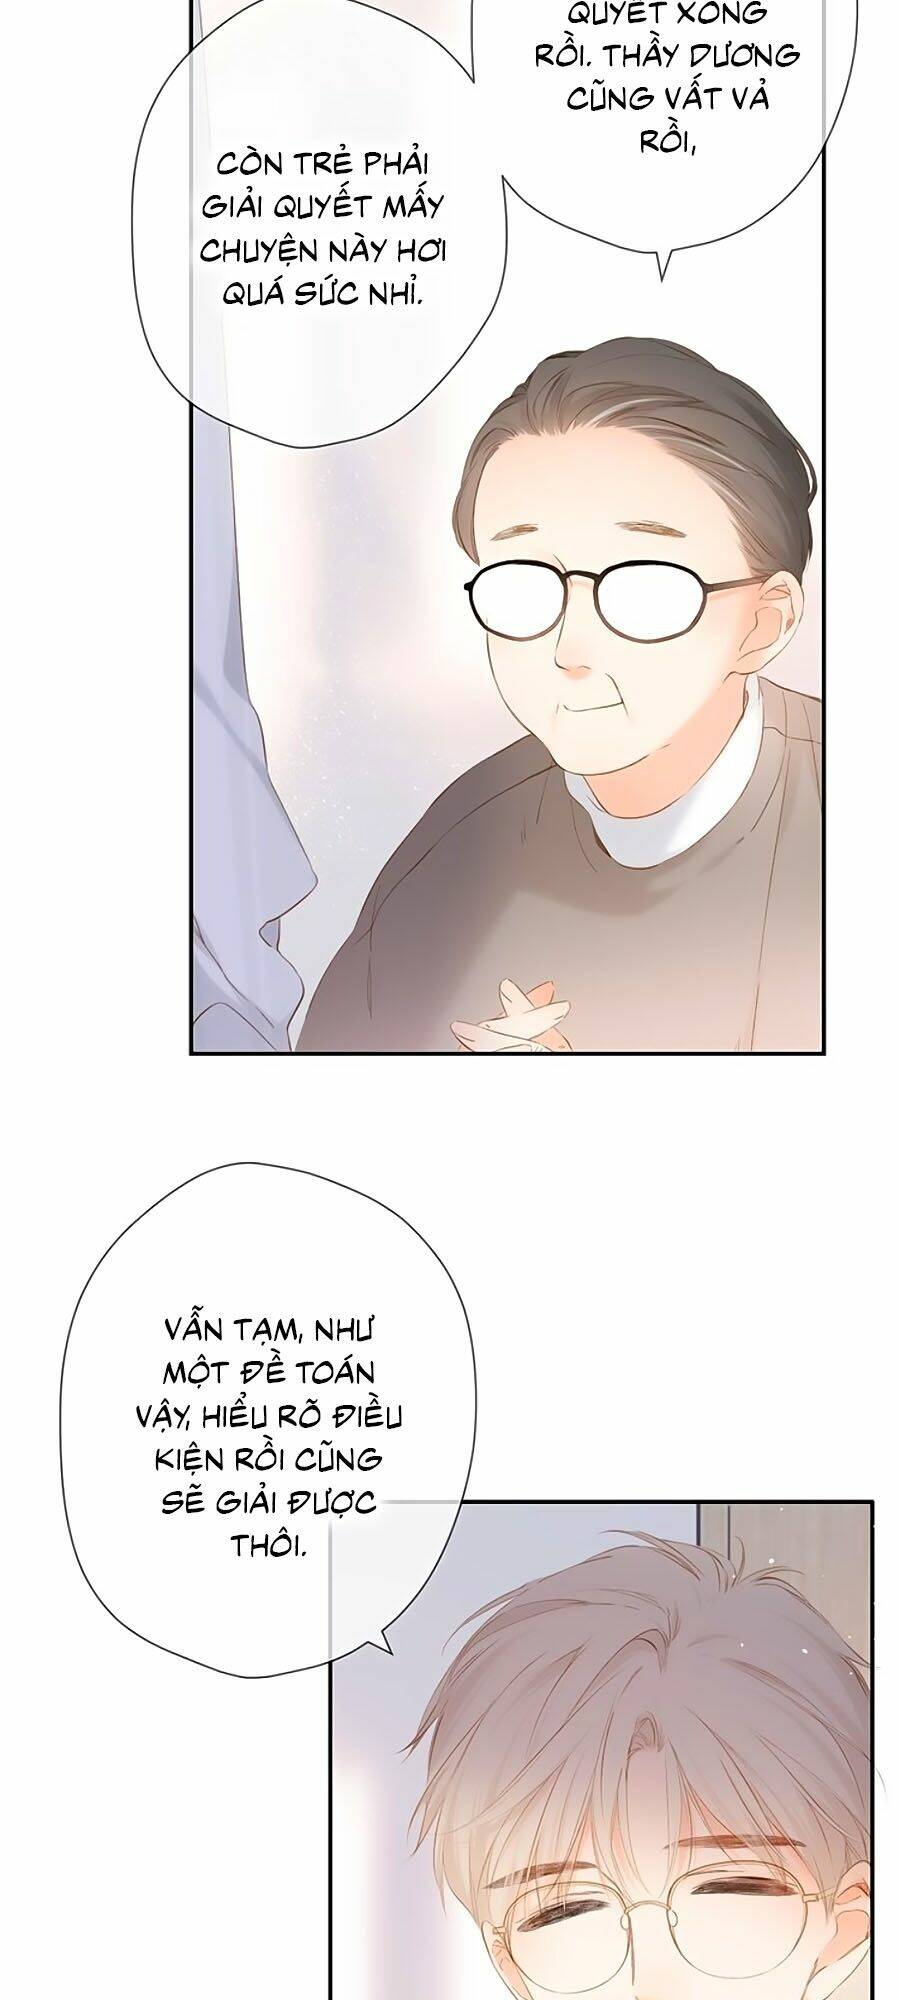 QUYẾT XONG
RỒI. THẦY DƯƠNG
CŨNG VẤT VẢ
RỒI,
CÒN TRẺ PHẢI
GIẢI QUYẾT MẤY
CHUYỆN NÀY HƠI
QUÁ SỨC NHỈ.
VẪN TẠM, NHƯ
MỘT ĐỀ TOÁN
VẬY, HIỂU RÕ ĐIỀU
KIỆN RỒI CŨNG
SẼ GIẢI ĐƯỢC
THÔI.